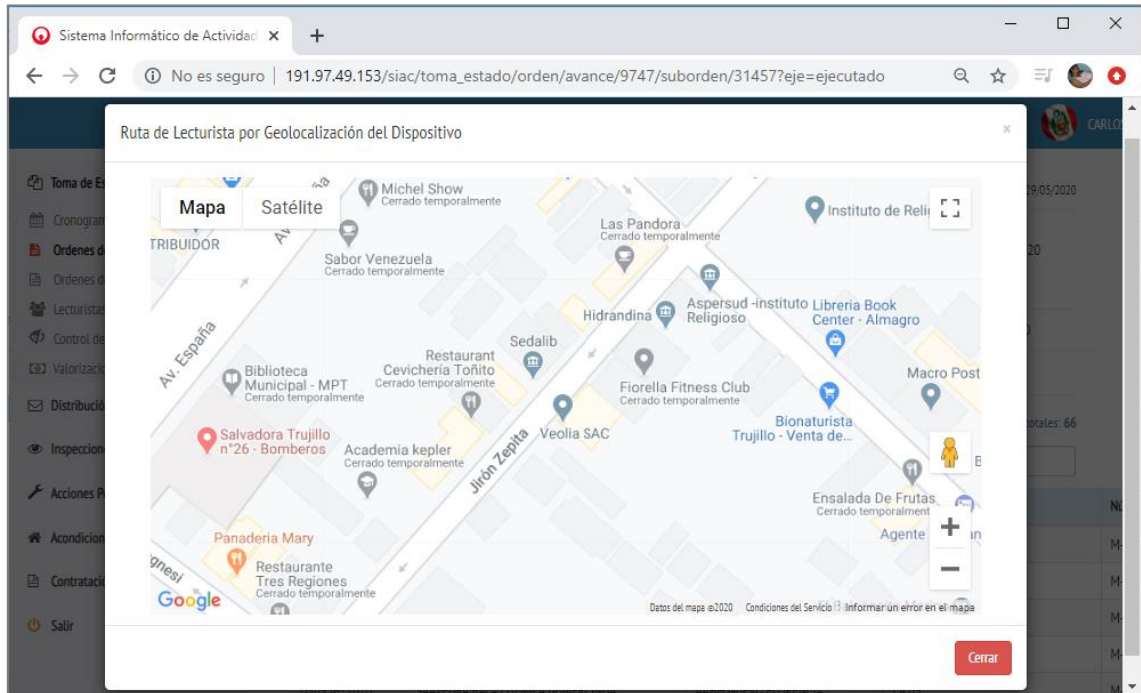 Sistema Informático de Actividad
No es seguro | 191.97.49.153/siac/toma_estado/orden/avance/9747/suborden/31457?eje=ejecutado
CARLOS
Ruta de Lecturista por Geolocalización del Dispositivo
x
Toma de Es
Cronogram
Ordenes d
Ordenes d
Lecturistas
Control de
Valorizació
Distribució
Inspeccion
Acciones P
Acondicion
Contratació
Salir
29/05/2020
20
totales: 66
Mapa
Satélite
TRIBUIDOR
Michel Show
Cerrado temporalmente
Sabor Venezuela
Cerrado temporalmente
Las Pandora
Cerrado temporalmente
Instituto de Reli
Av. España
Hidrandina
Aspersud -instituto
Religioso
Libreria Book
Center - Almagro
Sedalib
Restaurant
Cevichería Toñito
Cerrado temporalmente
Biblioteca
Municipal - MPT
Cerrado temporalmente
Fiorella Fitness Club
Cerrado temporalmente
Macro Post
Bionaturista
Trujillo - Venta de...
Veolia SAC
Salvadora Trujillo
n°26 - Bomberos
Academia kepler
Cerrado temporalmente
Jirón Zepita
Ensalada De Frutas
Cerrado temporalment
Agente
an
Panaderia Mary
Restaurante
Tres Regiones
Cerrado temporalmente
gnesi
Google
Datos del mapa ©2020
Condiciones del Servicio
Informar un error en el mapa
Cerrar